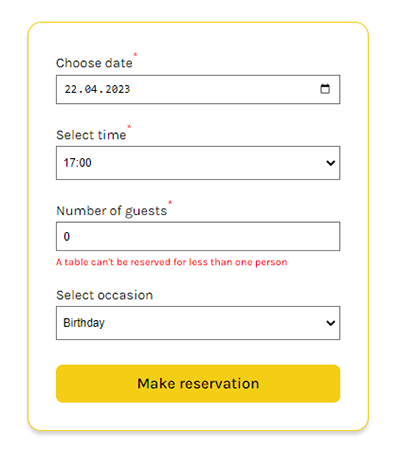 Choose date*
22.04.2023
Select time*
17:00
Number of guests*
0
A table can't be reserved for less than one person
Select occasion
Birthday
Make reservation